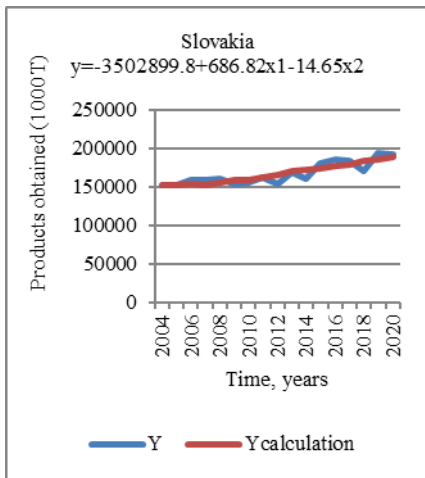 Slovakia
y=-3502899.8+686.82x1-14.65x2
Products obtained (1000T)
250000
200000
150000
100000
50000
0
2004
2006
2008
2010
2012
2014
2016
2018
2020
Time, years
Y
Ycalculation